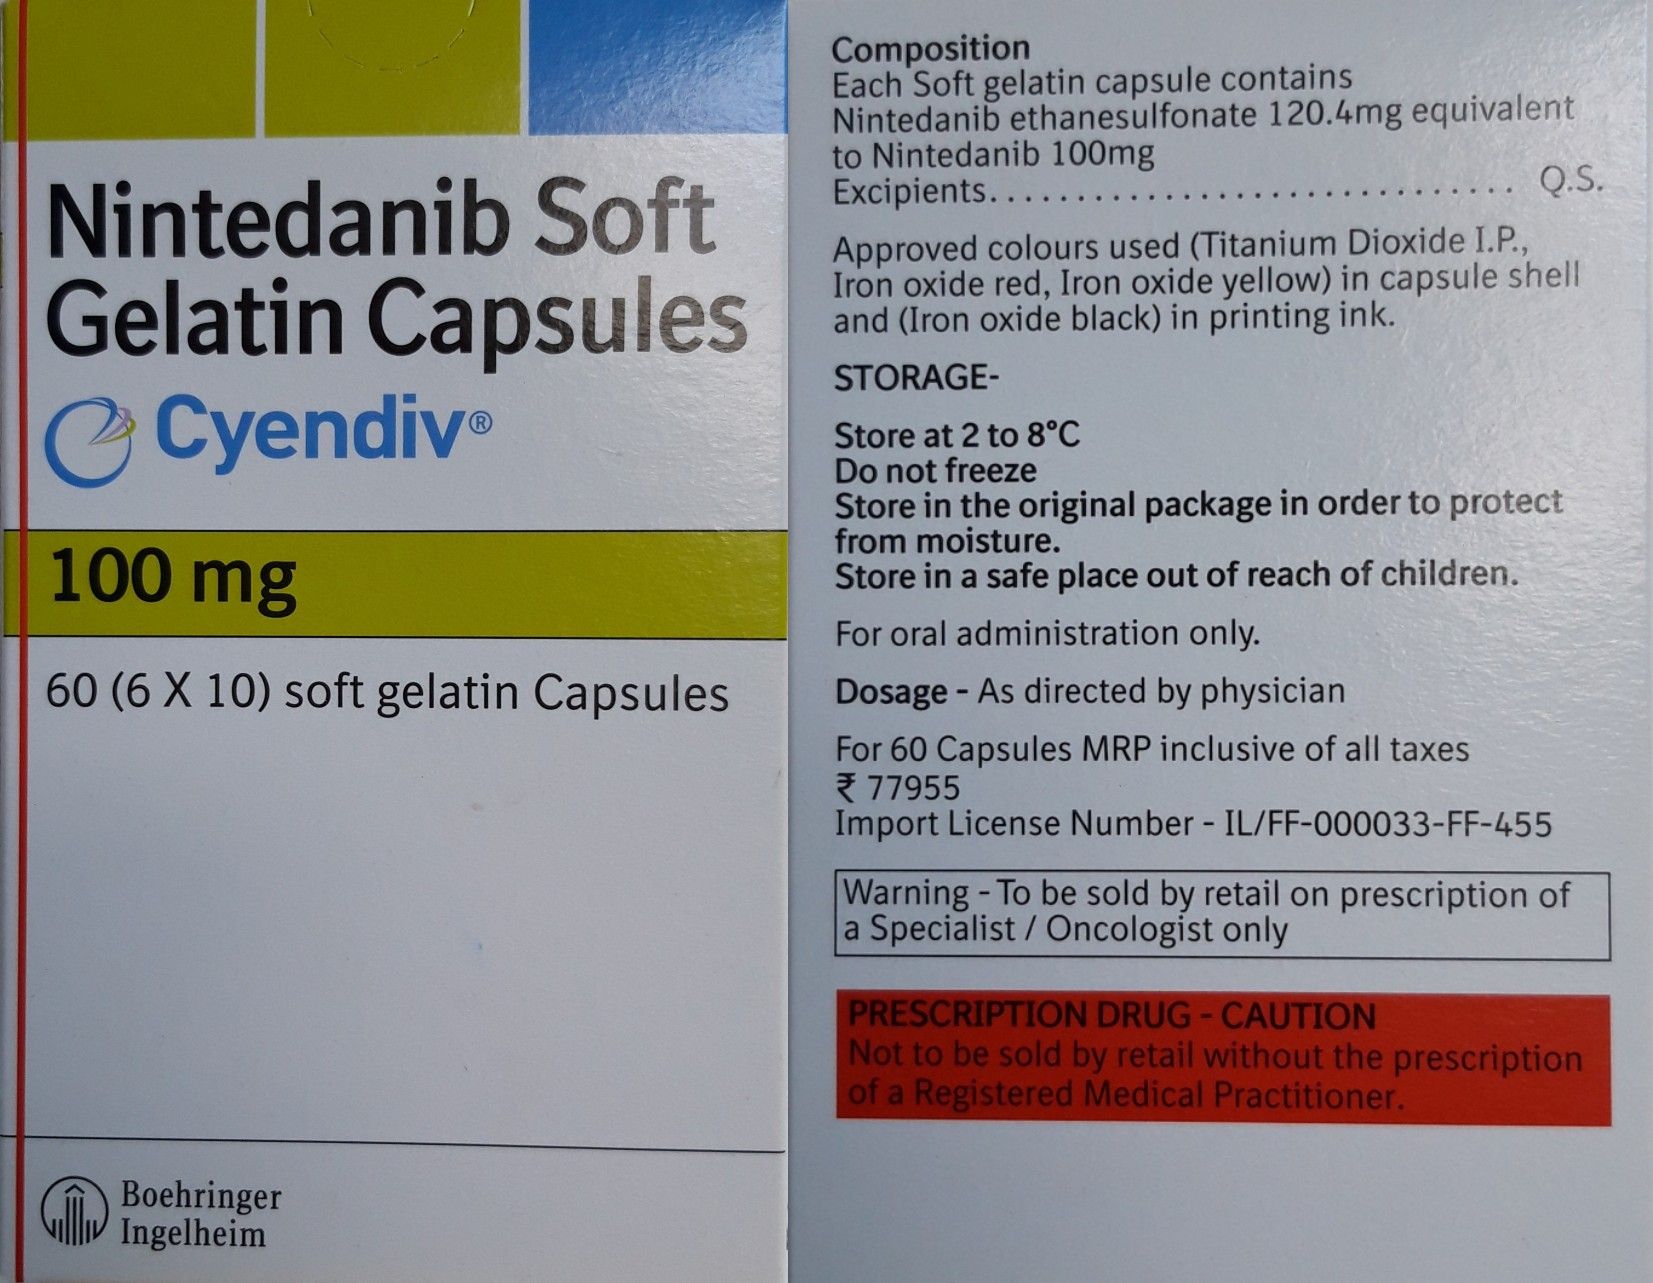 Nintedanib Soft
Gelatin Capsules
Cyendiv®
100 mg
60 (6 X 10) soft gelatin Capsules
Boehringer
Ingelheim
Composition
Each Soft gelatin capsule contains
Nintedanib ethanesulfonate 120.4mg equivalent
to Nintedanib 100mg
Excipients.............................. Q.S.
Approved colours used (Titanium Dioxide I.P.,
Iron oxide red, Iron oxide yellow) in capsule shell
and (Iron oxide black) in printing ink.
STORAGE-
Store at 2 to 8°C
Do not freeze
Store in the original package in order to protect
from moisture.
Store in a safe place out of reach of children.
For oral administration only.
Dosage - As directed by physician
For 60 Capsules MRP inclusive of all taxes
₹ 77955
Import License Number - IL/FF-000033-FF-455
Warning - To be sold by retail on prescription of
a Specialist / Oncologist only
PRESCRIPTION DRUG - CAUTION
Not to be sold by retail without the prescription
of a Registered Medical Practitioner.